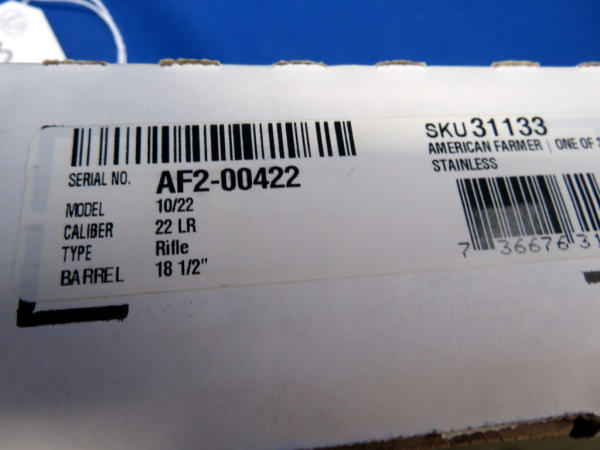 SERIAL NO. AF2-00422
MODEL 10/22
CALIBER 22 LR
TYPE Rifle
BARREL 18 1/2"
SKU 31133
AMERICAN FARMER | ONE OF
STAINLESS
7 36676 31